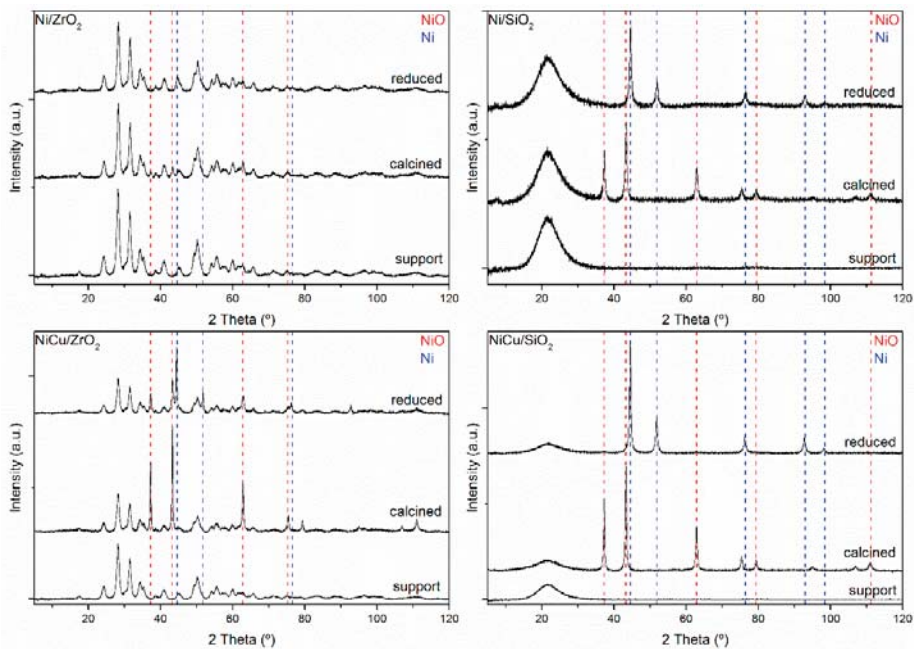 Ni/ZrO₂
NiO
Ni
reduced
calcined
support
Intensity (a.u.)
20 40 60 80 100 120
2 Theta (º)
Ni/SiO₂
NiO
Ni
reduced
calcined
support
Intensity (a.u.)
20 40 60 80 100 120
2 Theta (º)
NiCu/ZrO₂
NiO
Ni
reduced
calcined
support
Intensity (a.u.)
20 40 60 80 100 120
2 Theta (º)
NiCu/SiO₂
NiO
Ni
reduced
calcined
support
Intensity (a.u.)
20 40 60 80 100 120
2 Theta (º)